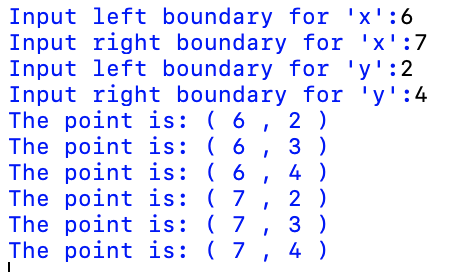 Input left boundary for 'x':6
Input right boundary for 'x':7
Input left boundary for 'y':2
Input right boundary for 'y':4
The point is: ( 6 , 2 )
The point is: ( 6 , 3 )
The point is: ( 6 , 4 )
The point is: ( 7 , 2 )
The point is: ( 7 , 3 )
The point is: ( 7 , 4 )